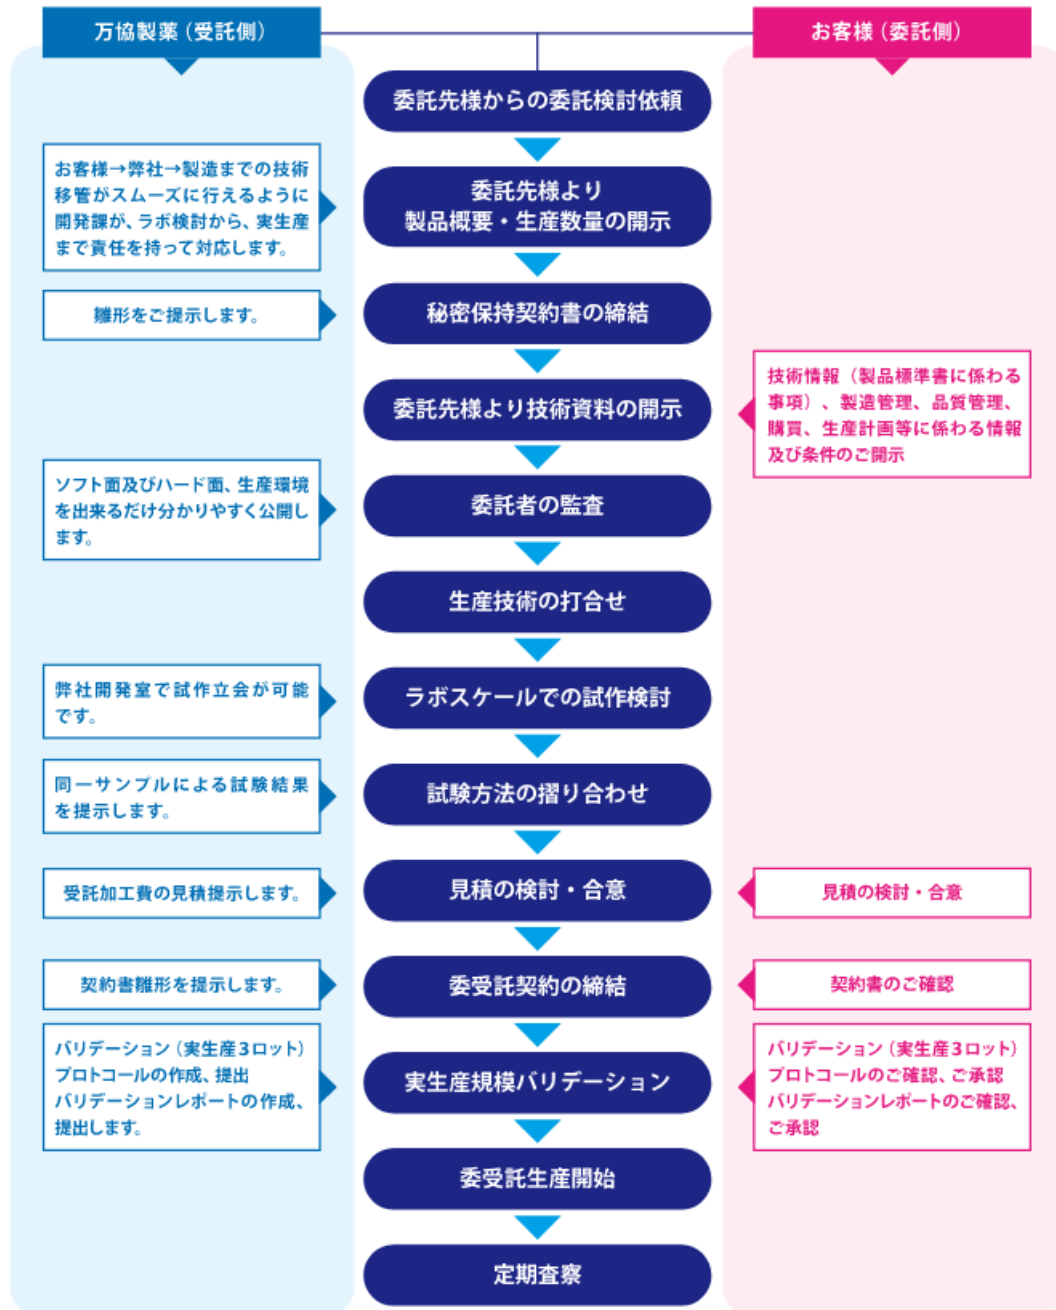 万協製薬（受託側）
お客様（委託側）
委託先様からの委託検討依頼
お客様→弊社→製造までの技術
移管がスムーズに行えるように
開発課が、ラボ検討から、実生産
まで責任を持って対応します。
委託先様より
製品概要・生産数量の開示
雛形をご提示します。
秘密保持契約書の締結
委託先様より技術資料の開示
技術情報（製品標準書に係わる
事項）、製造管理、品質管理、
購買、生産計画等に係わる情報
及び条件のご開示
ソフト面及びハード面、生産環境
を出来るだけ分かりやすく公開し
ます。
委託者の監査
生産技術の打合せ
弊社開発室で試作立会が可能
です。
ラボスケールでの試作検討
同一サンプルによる試験結果
を提示します。
試験方法の摺り合わせ
受託加工費の見積提示します。
見積の検討・合意
見積の検討・合意
契約書雛形を提示します。
委受託契約の締結
契約書のご確認
バリデーション（実生産3ロット）
プロトコールの作成、提出
バリデーションレポートの作成、
提出します。
実生産規模バリデーション
バリデーション（実生産3ロット）
プロトコールのご確認、ご承認
バリデーションレポートのご確認、
ご承認
委受託生産開始
定期査察